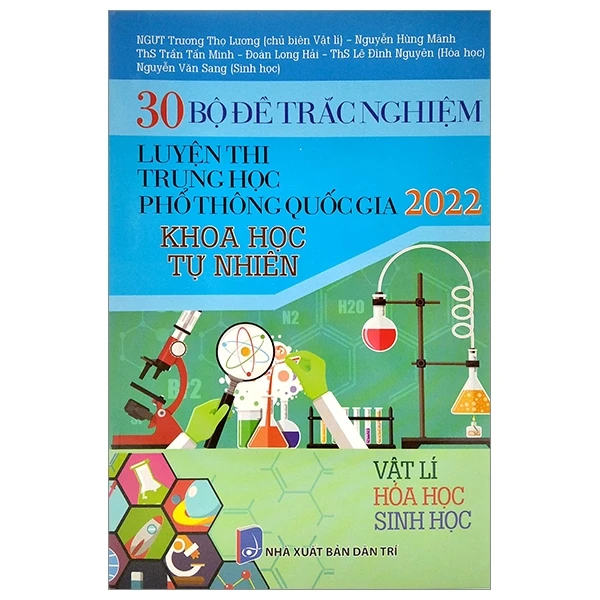 NGƯT Trương Thọ Lương (chủ biên Vật lí) - Nguyễn Hùng Mãnh
ThS Trần Tấn Minh - Đoàn Long Hải - ThS Lê Đình Nguyên (Hóa học)
Nguyễn Văn Sang (Sinh học)
30 BỘ ĐỀ TRẮC NGHIỆM
LUYỆN THI
TRUNG HỌC
PHỔ THÔNG QUỐC GIA 2022
KHOA HỌC
TỰ NHIÊN
N2
H2O
Br2
VẬT LÍ
HÓA HỌC
SINH HỌC
NHÀ XUẤT BẢN DÂN TRÍ